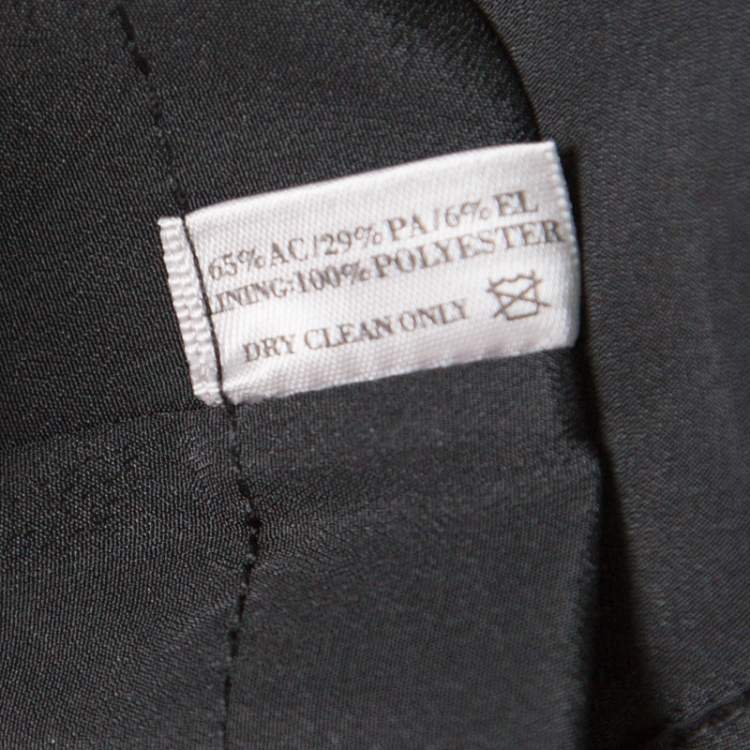 65% AC/29% PA/6% EL
LINING:100% POLYESTER
DRY CLEAN ONLY